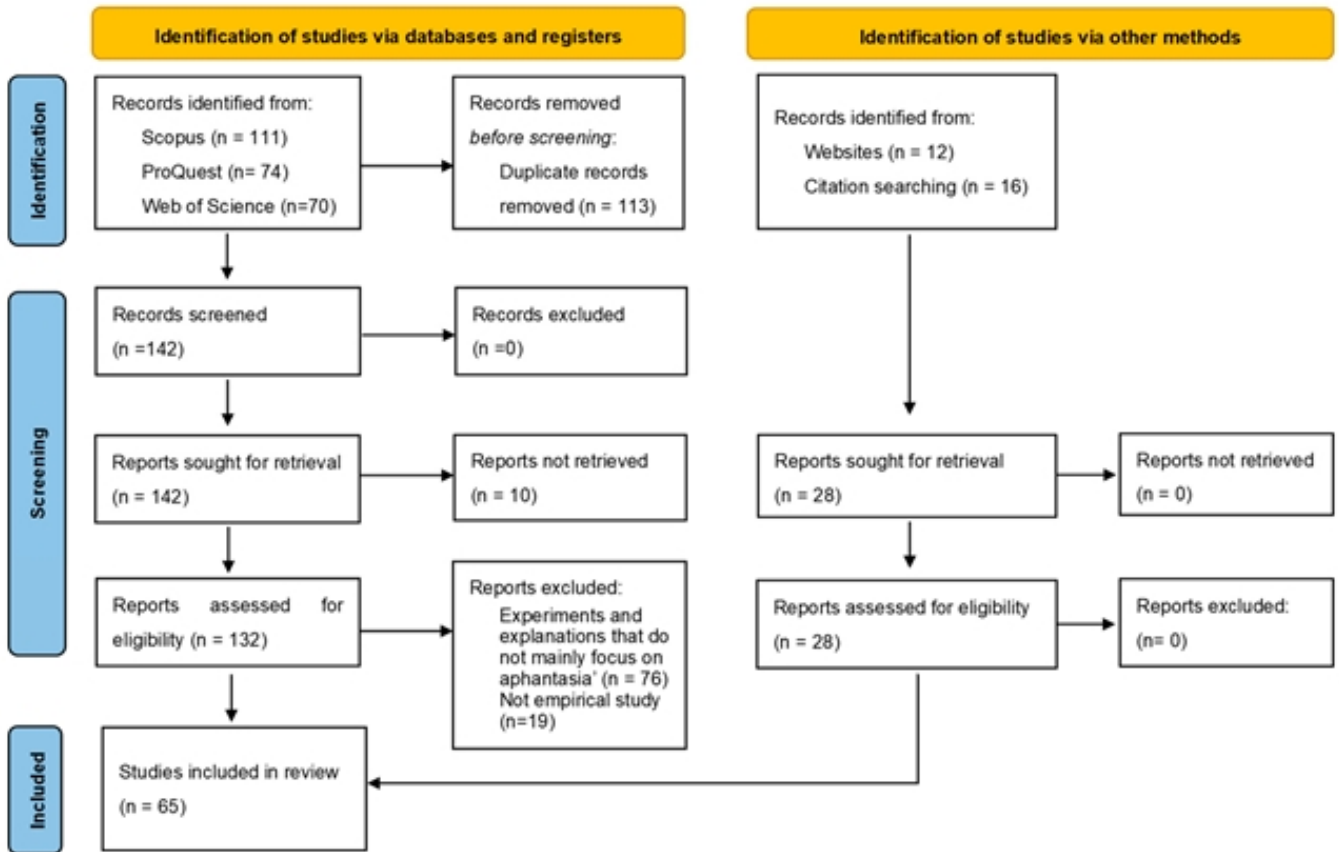 Identification of studies via databases and registers
Identification of studies via other methods
Identification
Records identified from:
Scopus (n = 111)
ProQuest (n= 74)
Web of Science (n=70)
Records removed
before screening:
Duplicate records
removed (n = 113)
Records identified from:
Websites (n = 12)
Citation searching (n = 16)
Screening
Records screened
(n =142)
Records excluded
(n =0)
Reports sought for retrieval
(n = 142)
Reports not retrieved
(n = 10)
Reports sought for retrieval
(n = 28)
Reports not retrieved
(n = 0)
Reports assessed for
eligibility (n = 132)
Reports excluded:
Experiments and
explanations that do
not mainly focus on
aphantasia' (n = 76)
Not empirical study
(n=19)
Reports assessed for eligibility
(n = 28)
Reports excluded:
(n= 0)
Included
Studies included in review
(n = 65)